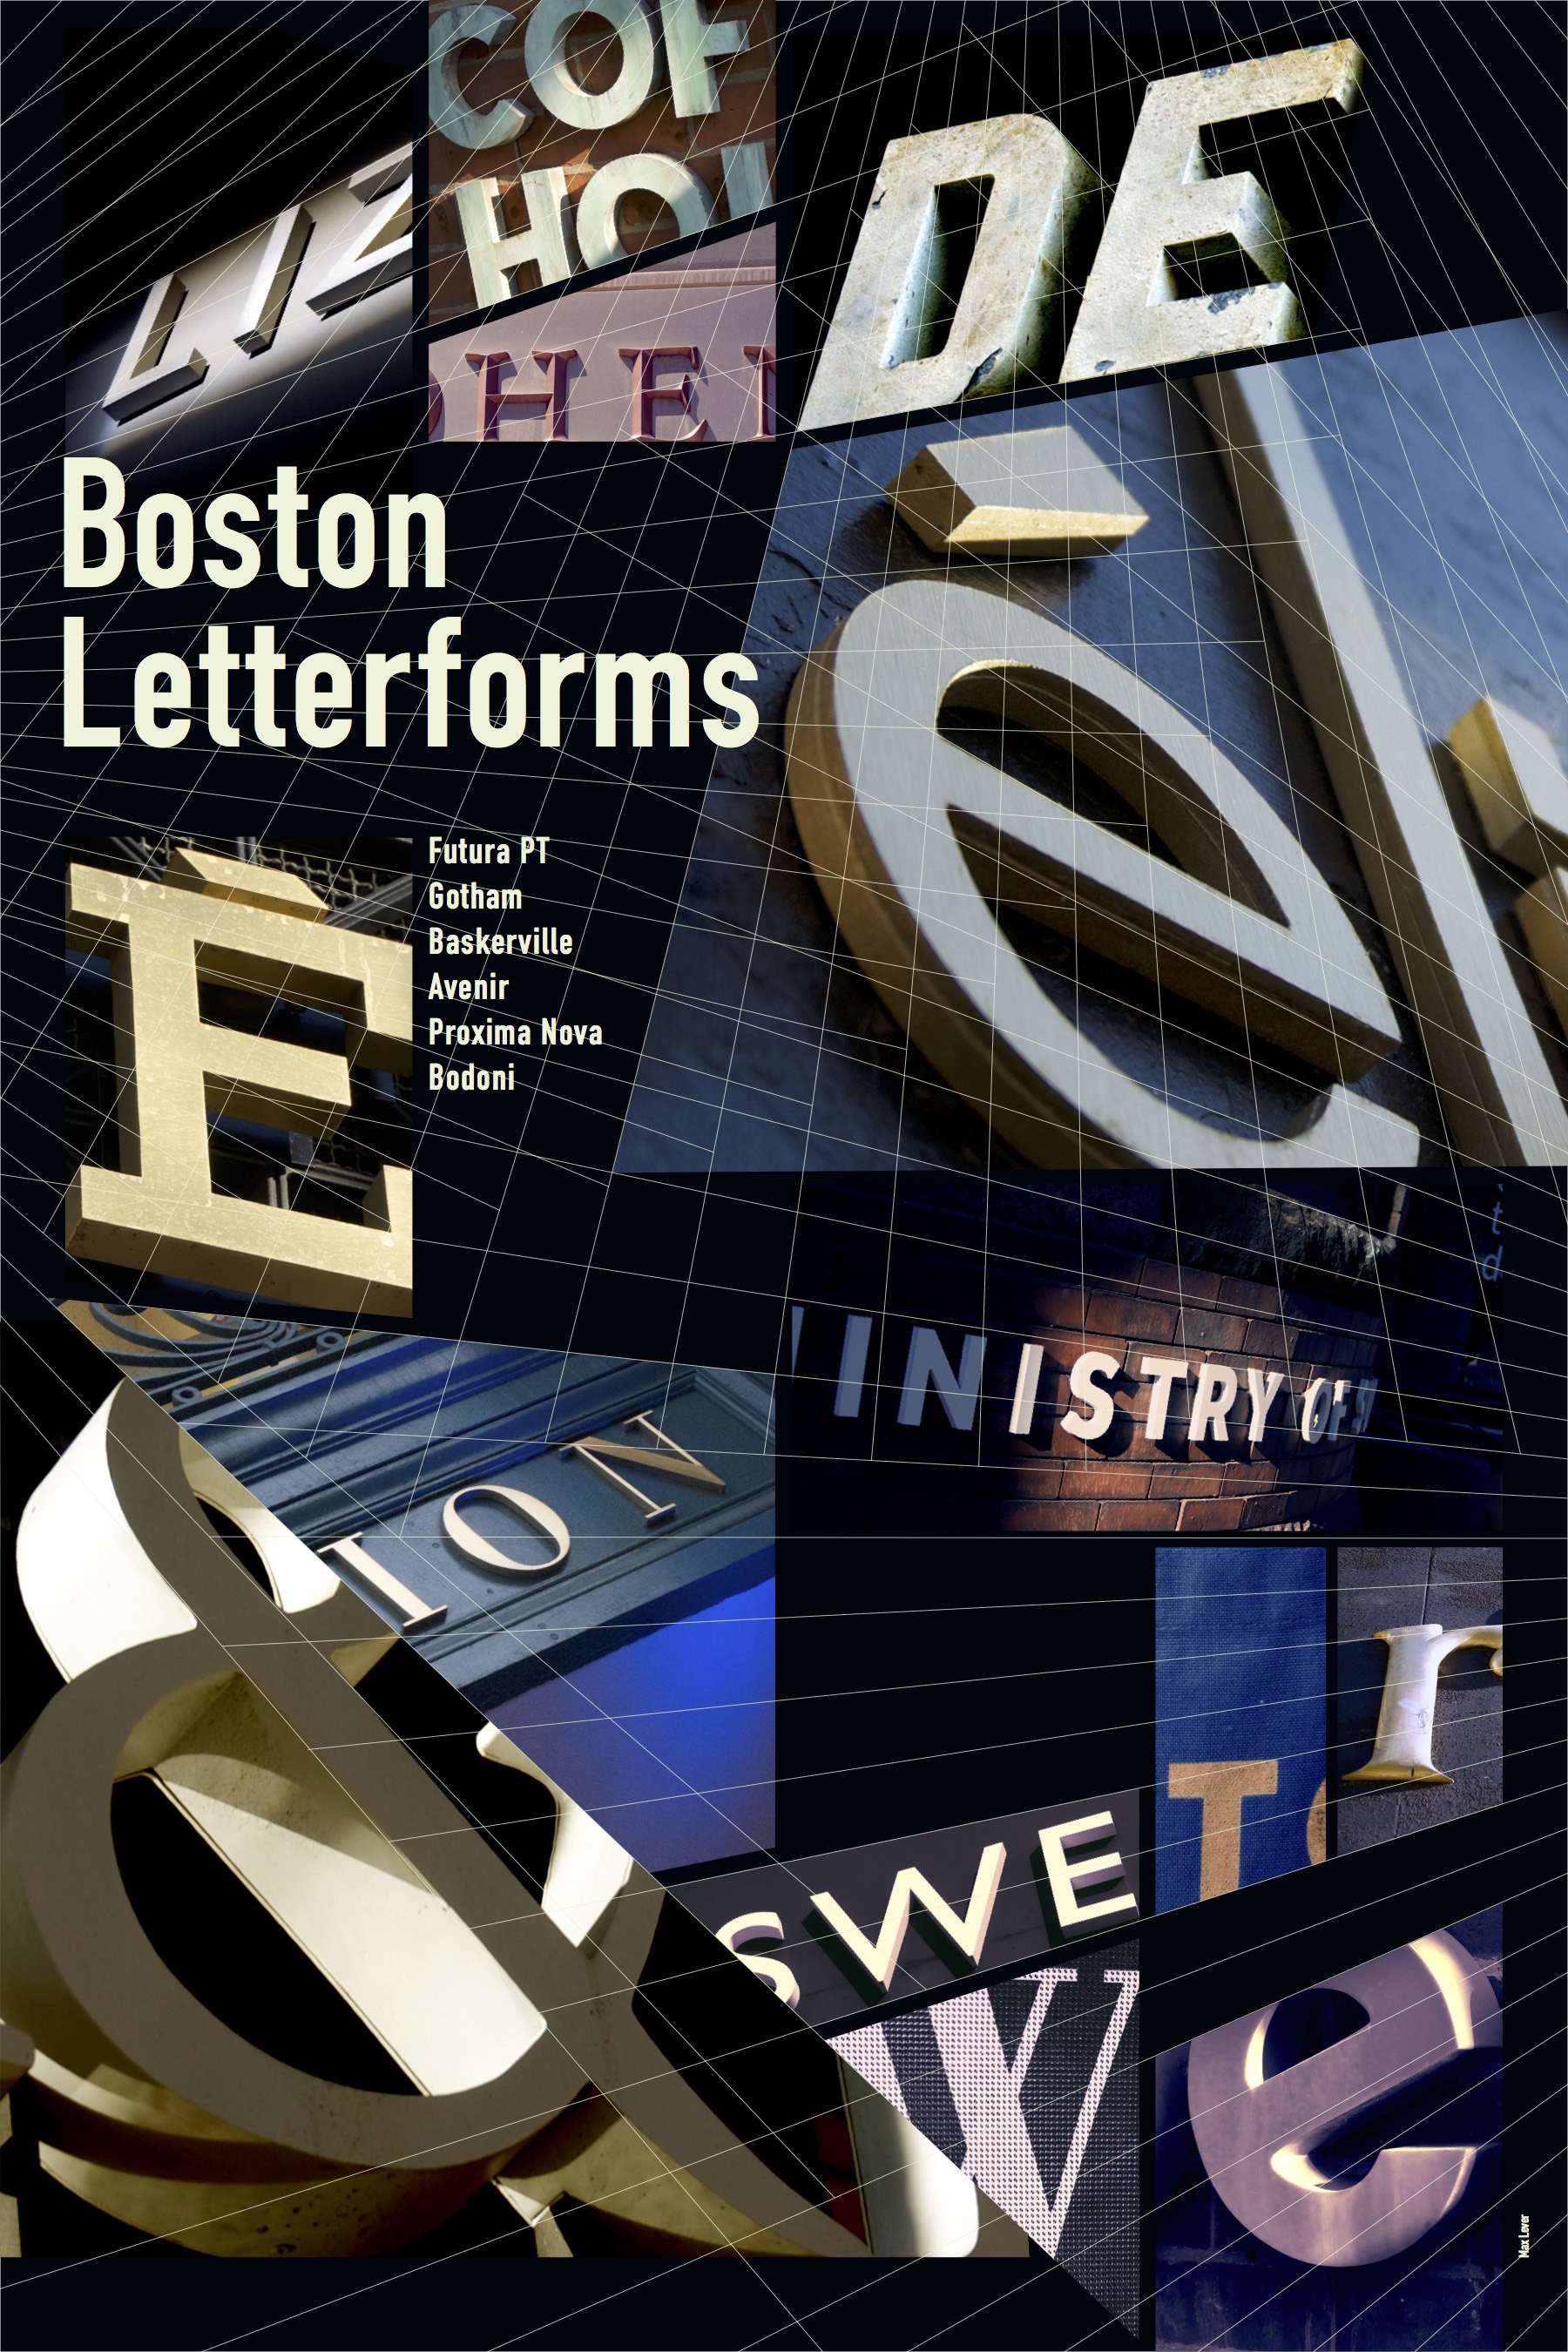 LIZ
COF
HOI
HE
DE
Boston
Letterforms
ē
Ē
Futura PT
Gotham
Baskerville
Avenir
Proxima Nova
Bodoni
INISTRY OF
ION
&
T
r
SWE
W
e
Max Lever